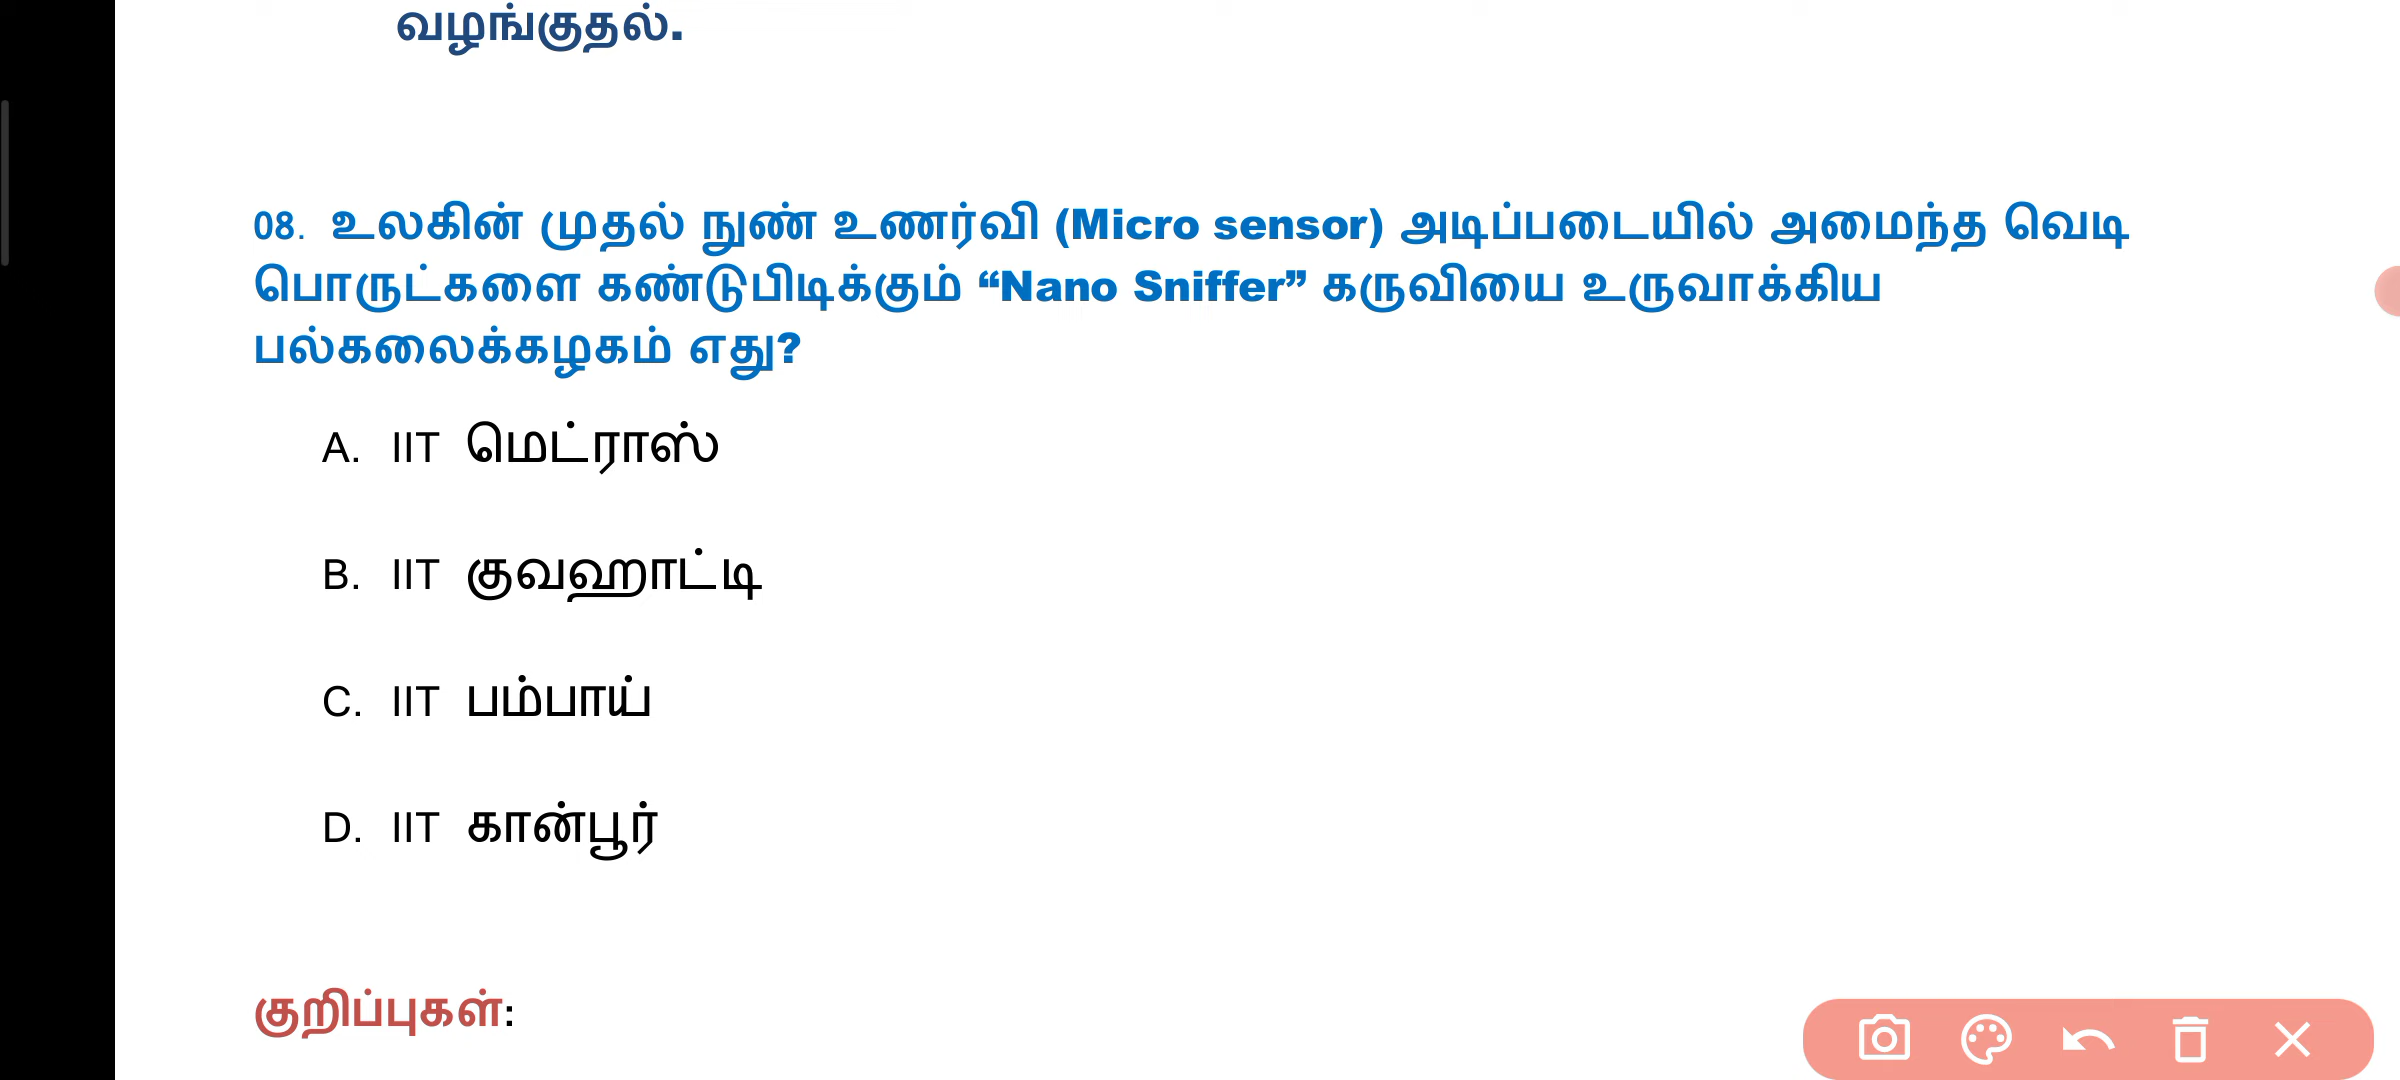 வழங்குதல்.
08. உலகின் முதல் நுண் உணர்வி (Micro sensor) அடிப்படையில் அமைந்த வெடி
பொருட்களை கண்டுபிடிக்கும் “Nano Sniffer” கருவியை உருவாக்கிய
பல்கலைக்கழகம் எது?
A. IIT மெட்ராஸ்
B. IIT குவஹாட்டி
C. IIT பம்பாய்
D. IIT கான்பூர்
குறிப்புகள்: